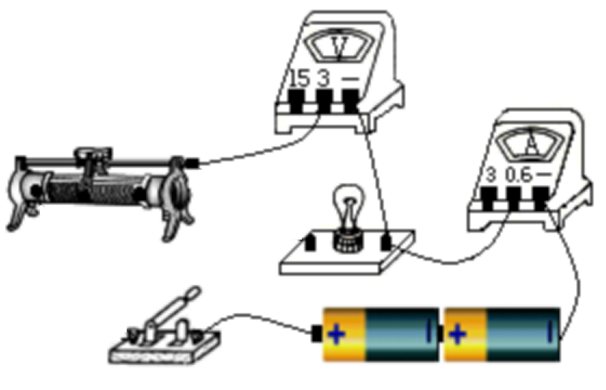 V
15 3 —
A
3 0.6 —
+ − + −